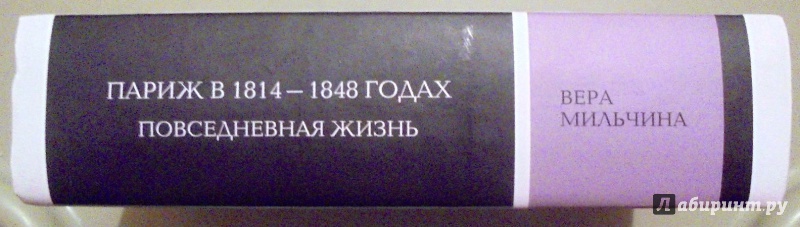 ПАРИЖ В 1814 – 1848 ГОДАХ
ПОВСЕДНЕВНАЯ ЖИЗНЬ
ВЕРА
МИЛЬЧИНА
Лабиринт.ру